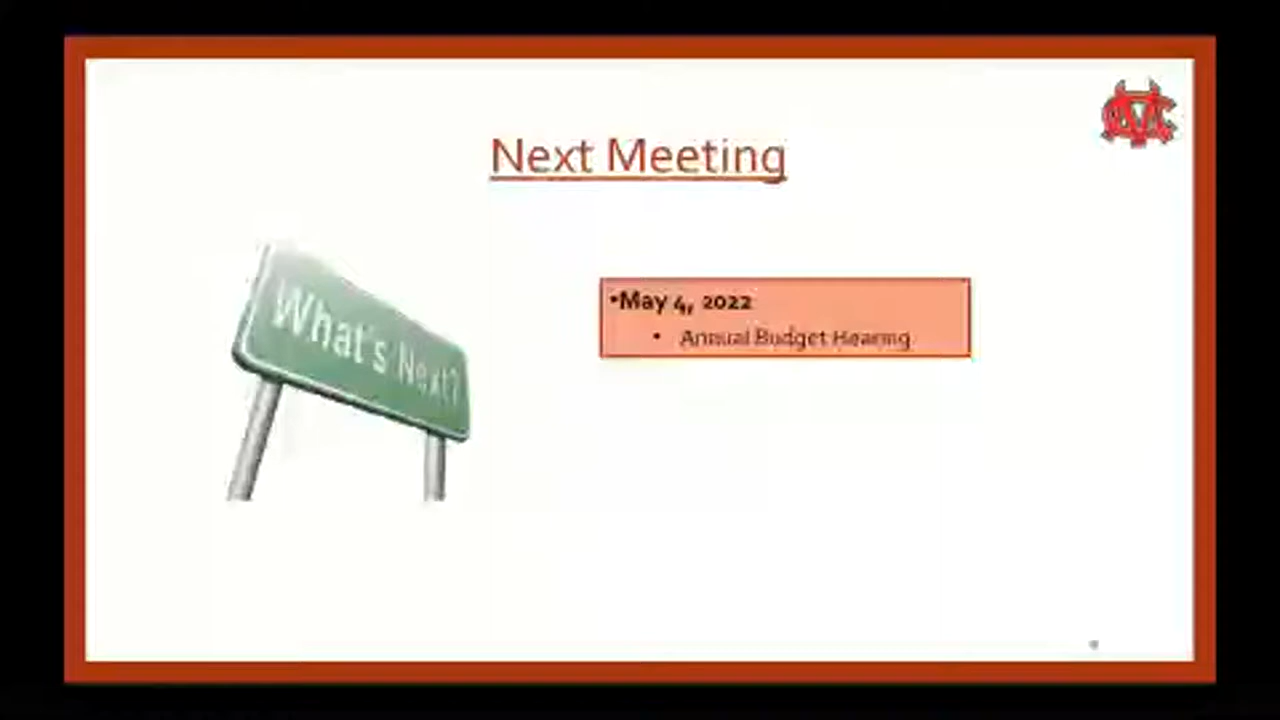 Next Meeting
What's Next?
•May 4, 2022
• Annual Budget Hearing